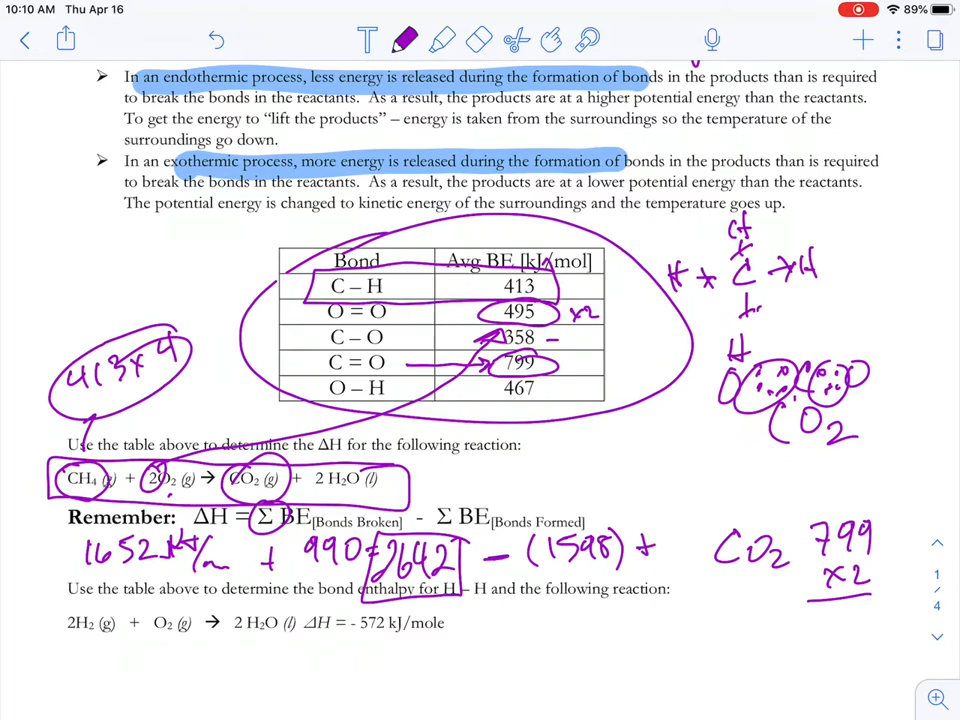 10:10 AM Thu Apr 16 89%
➤ In an endothermic process, less energy is released during the formation of bonds in the products than is required
to break the bonds in the reactants. As a result, the products are at a higher potential energy than the reactants.
To get the energy to “lift the products” – energy is taken from the surroundings so the temperature of the
surroundings go down.
➤ In an exothermic process, more energy is released during the formation of bonds in the products than is required
to break the bonds in the reactants. As a result, the products are at a lower potential energy than the reactants.
The potential energy is changed to kinetic energy of the surroundings and the temperature goes up.
Bond Avg BE [kJ/mol]
C – H 413
O = O 495 x2
C – O 358
C = O 799
O – H 467
H C H
H
O C O
CO2
413 x 4
Use the table above to determine the ΔH for the following reaction:
CH4 (g) + 2O2 (g) → CO2 (g) + 2 H2O (l)
Remember: ΔH = Σ BE[Bonds Broken] - Σ BE[Bonds Formed]
1652 kJ/m + 990 = 2642 - (1598) +
CO2 799
x2
Use the table above to determine the bond enthalpy for H – H and the following reaction:
2H2 (g) + O2 (g) → 2 H2O (l) ΔH = - 572 kJ/mole
1
/
4